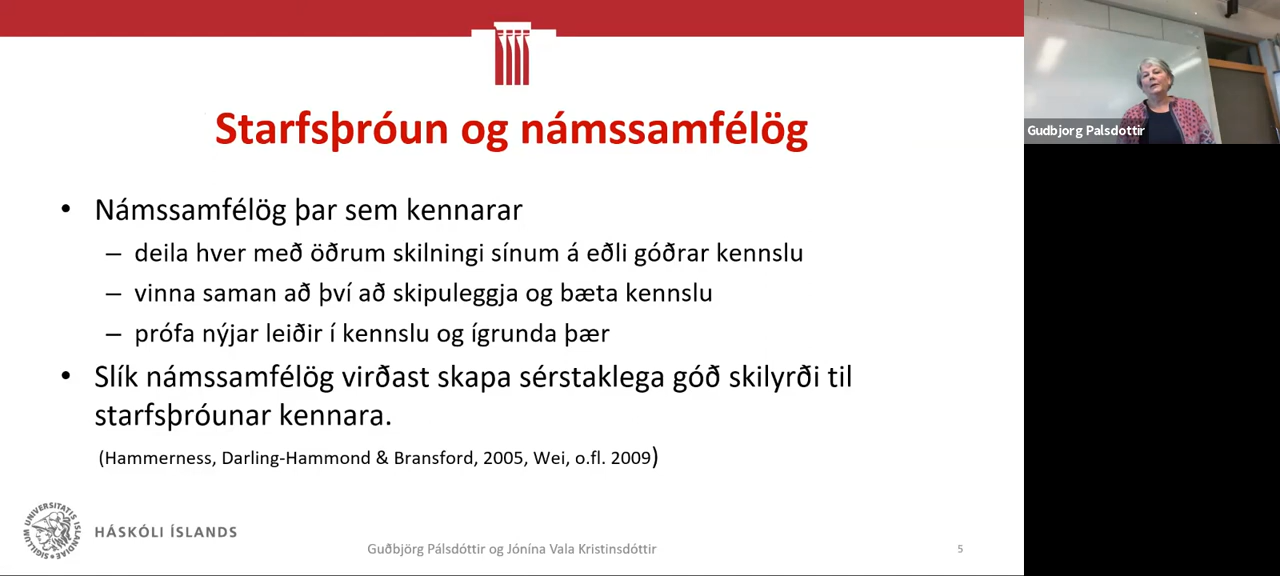 Starfsþróun og námssamfélög
• Námssamfélög þar sem kennarar
– deila hver með öðrum skilningi sínum á eðli góðrar kennslu
– vinna saman að því að skipuleggja og bæta kennslu
– prófa nýjar leiðir í kennslu og ígrunda þær
• Slík námssamfélög virðast skapa sérstaklega góð skilyrði til
starfsþróunar kennara.
(Hammerness, Darling-Hammond & Bransford, 2005, Wei, o.fl. 2009)
HÁSKÓLI ÍSLANDS
Guðbjörg Pálsdóttir og Jónína Vala Kristinsdóttir
5
Gudbjorg Palsdottir